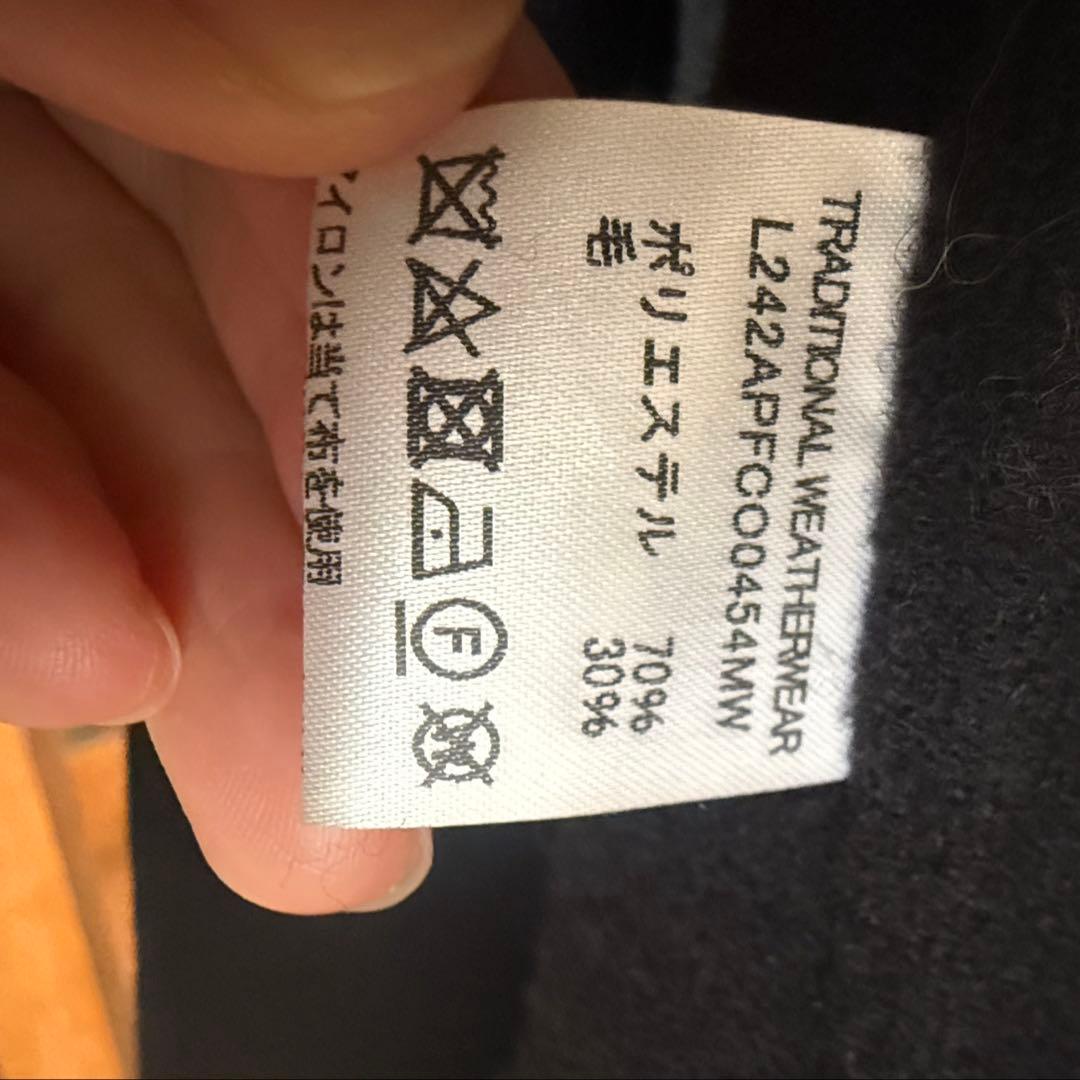 TRADITIONAL WEATHERWEAR
L242APFCO0454MW
ポリエステル 70%
毛 30%
F W
アイロンは当て布を使用